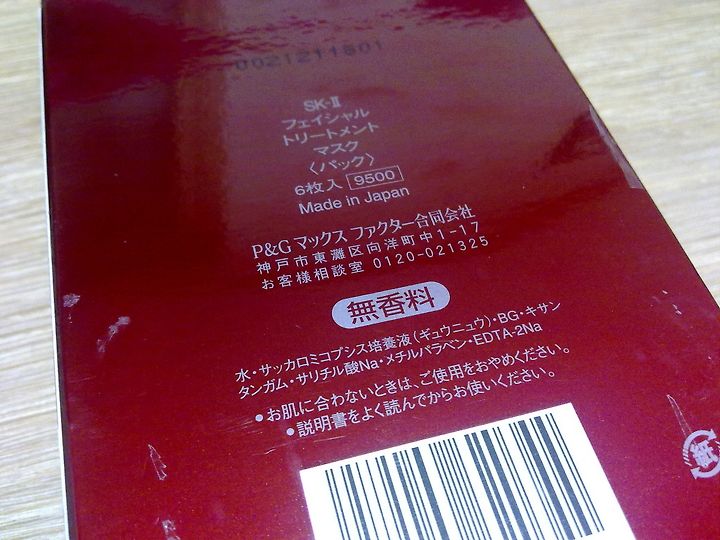 0021211801
SK-II
フェイシャル
トリートメント
マスク
〈パック〉
6枚入 9500
Made in Japan
P&G マックス ファクター合同会社
神戸市東灘区向洋町中1-17
お客様相談室 0120-021325
無香料
水・サッカロミコプシス培養液(ギュウニュウ)・BG・キサン
タンガム・サリチル酸Na・メチルパラベン・EDTA-2Na
●お肌に合わないときは、ご使用をおやめください。
●説明書をよく読んでからお使いください。
紙